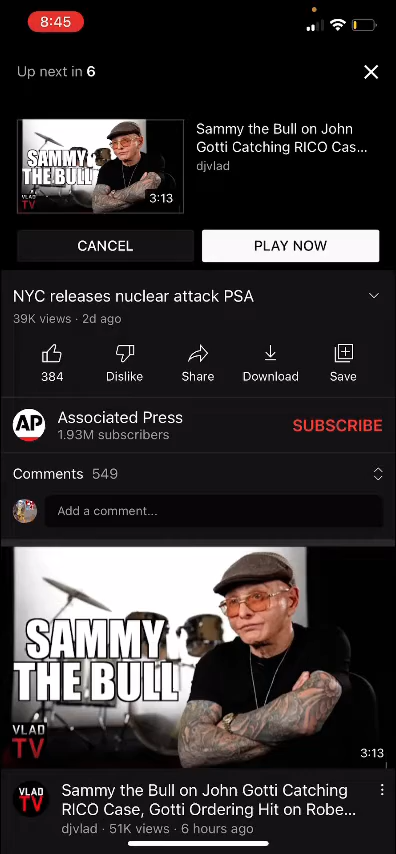 8:45
Up next in 6
SAMMY
THE BULL
VLAD
TV
3:13
Sammy the Bull on John
Gotti Catching RICO Cas...
djvlad
CANCEL
PLAY NOW
NYC releases nuclear attack PSA
39K views · 2d ago
384
Dislike
Share
Download
Save
AP
Associated Press
1.93M subscribers
SUBSCRIBE
Comments 549
Add a comment...
SAMMY
THE BULL
VLAD
TV
3:13
VLAD
TV
Sammy the Bull on John Gotti Catching
RICO Case, Gotti Ordering Hit on Robe...
djvlad · 51K views · 6 hours ago